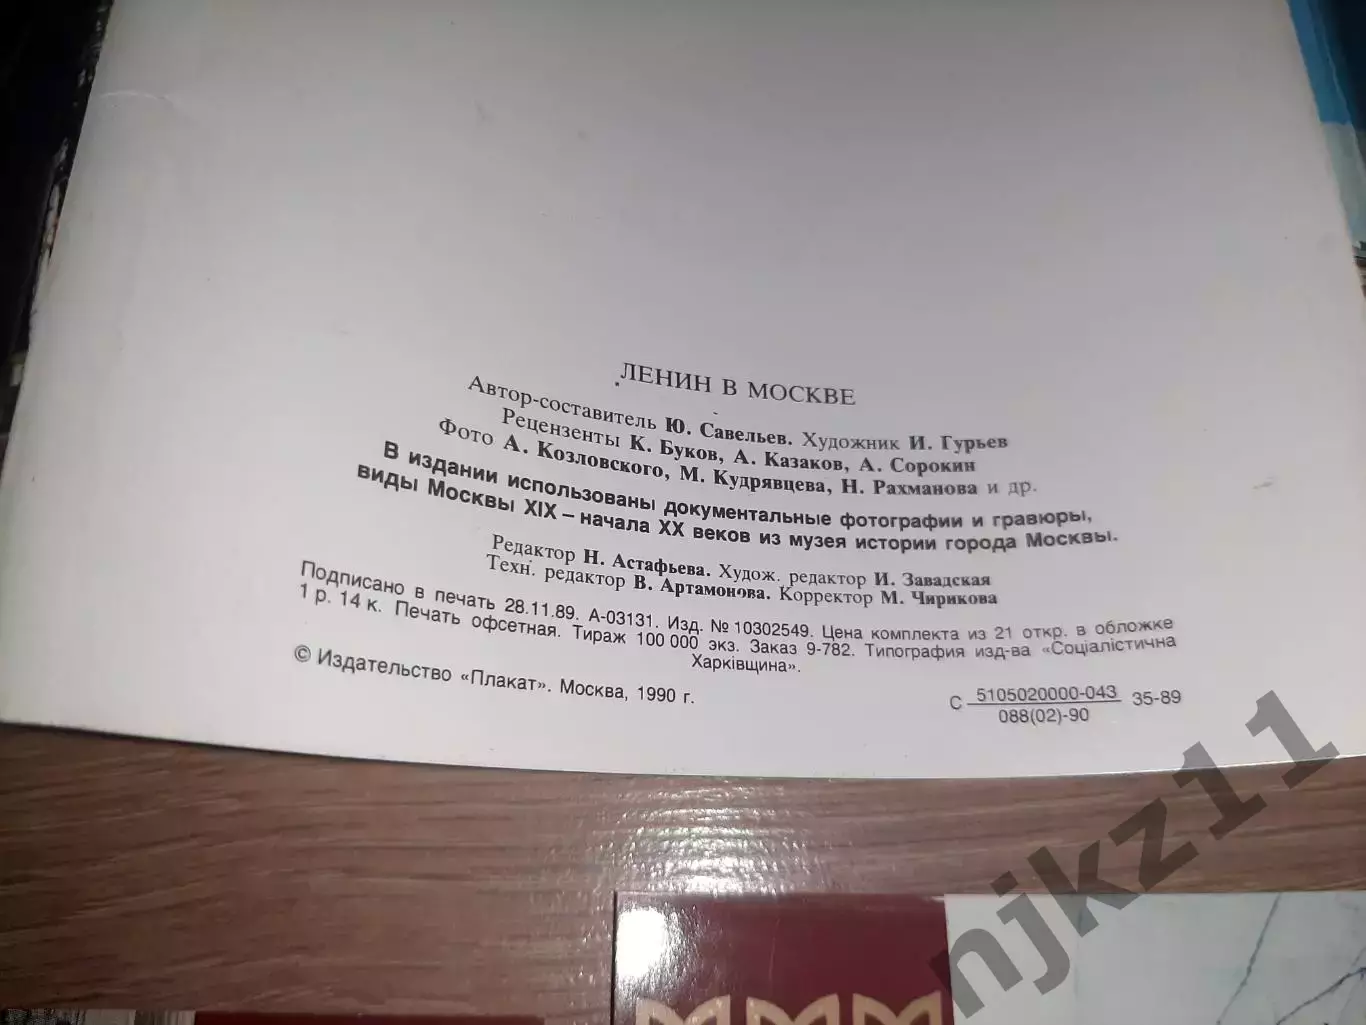 ЛЕНИН В МОСКВЕ
Автор-составитель Ю. Савельев. Художник И. Гурьев
Рецензенты К. Буков, А. Казаков, А. Сорокин
Фото А. Козловского, М. Кудрявцева, Н. Рахманова и др.
В издании использованы документальные фотографии и гравюры,
виды Москвы XIX – начала XX веков из музея истории города Москвы.
Редактор Н. Астафьева. Худож. редактор И. Завадская
Техн. редактор В. Артамонова. Корректор М. Чирикова
Подписано в печать 28.11.89. А-03131. Изд. № 10302549. Цена комплекта из 21 откр. в обложке
1 р. 14 к. Печать офсетная. Тираж 100 000 экз. Заказ 9-782. Типография изд-ва «Соціалістична
Харківщина».
© Издательство «Плакат». Москва, 1990 г.
С 5105020000-043 35-89
088(02)-90
njkz11